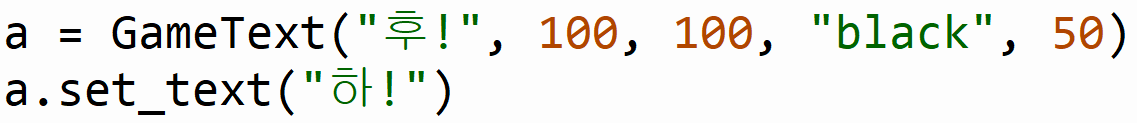 a = GameText("후!", 100, 100, "black", 50)
a.set_text("하!")